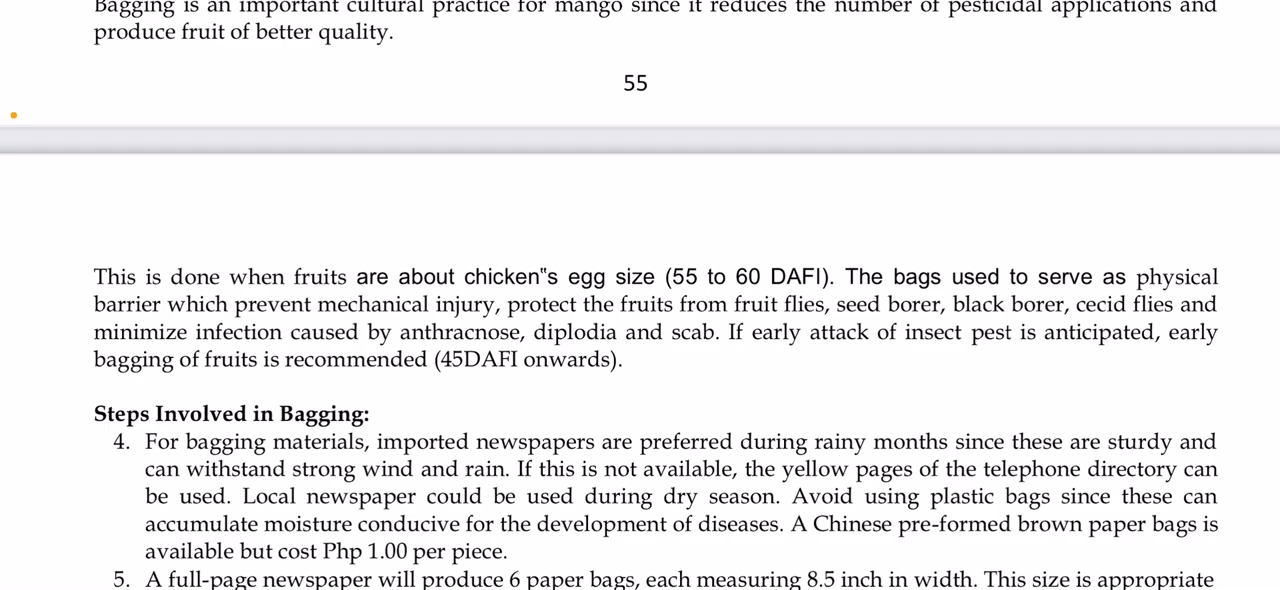 Bagging is an important cultural practice for mango since it reduces the number of pesticidal applications and
produce fruit of better quality.
55
This is done when fruits are about chicken‟s egg size (55 to 60 DAFI). The bags used to serve as physical
barrier which prevent mechanical injury, protect the fruits from fruit flies, seed borer, black borer, cecid flies and
minimize infection caused by anthracnose, diplodia and scab. If early attack of insect pest is anticipated, early
bagging of fruits is recommended (45DAFI onwards).
Steps Involved in Bagging:
4. For bagging materials, imported newspapers are preferred during rainy months since these are sturdy and
can withstand strong wind and rain. If this is not available, the yellow pages of the telephone directory can
be used. Local newspaper could be used during dry season. Avoid using plastic bags since these can
accumulate moisture conducive for the development of diseases. A Chinese pre-formed brown paper bags is
available but cost Php 1.00 per piece.
5. A full-page newspaper will produce 6 paper bags, each measuring 8.5 inch in width. This size is appropriate